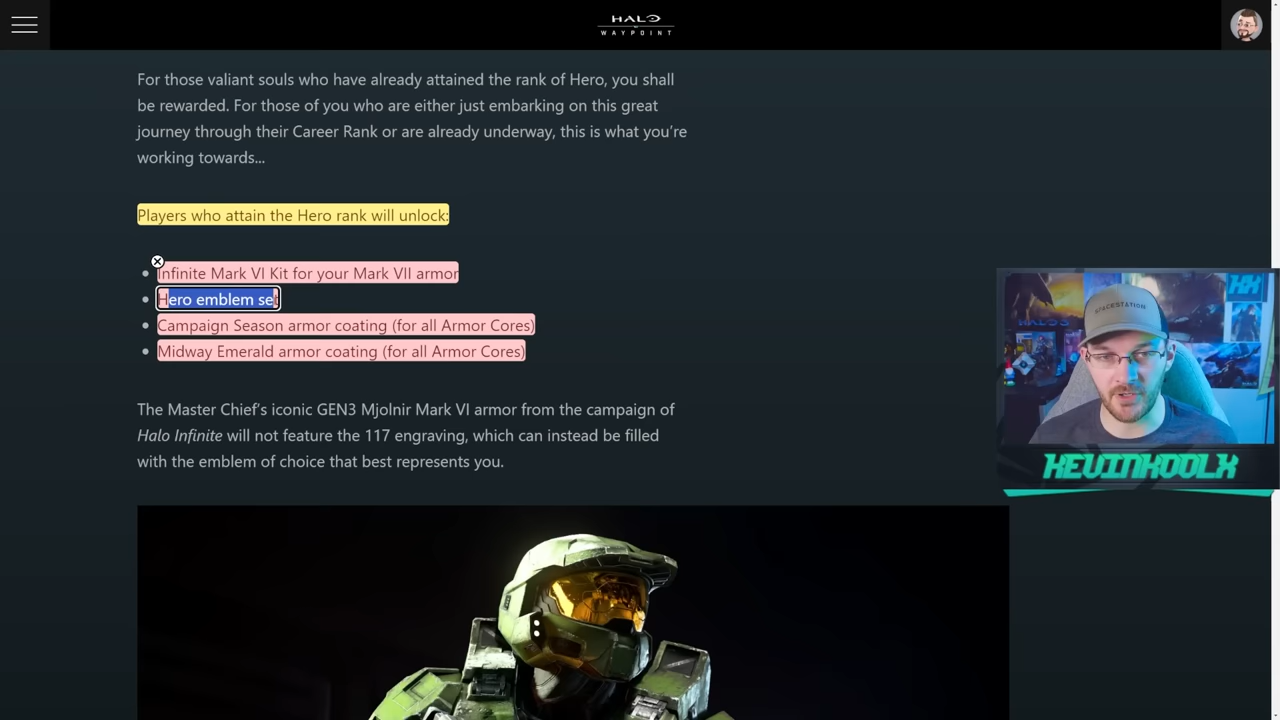 HALO
WAYPOINT
For those valiant souls who have already attained the rank of Hero, you shall
be rewarded. For those of you who are either just embarking on this great
journey through their Career Rank or are already underway, this is what you’re
working towards...
Players who attain the Hero rank will unlock:
Infinite Mark VI Kit for your Mark VII armor
Hero emblem set
Campaign Season armor coating (for all Armor Cores)
Midway Emerald armor coating (for all Armor Cores)
The Master Chief’s iconic GEN3 Mjolnir Mark VI armor from the campaign of
Halo Infinite will not feature the 117 engraving, which can instead be filled
with the emblem of choice that best represents you.
SPACESTATION
KEVINKOOLX